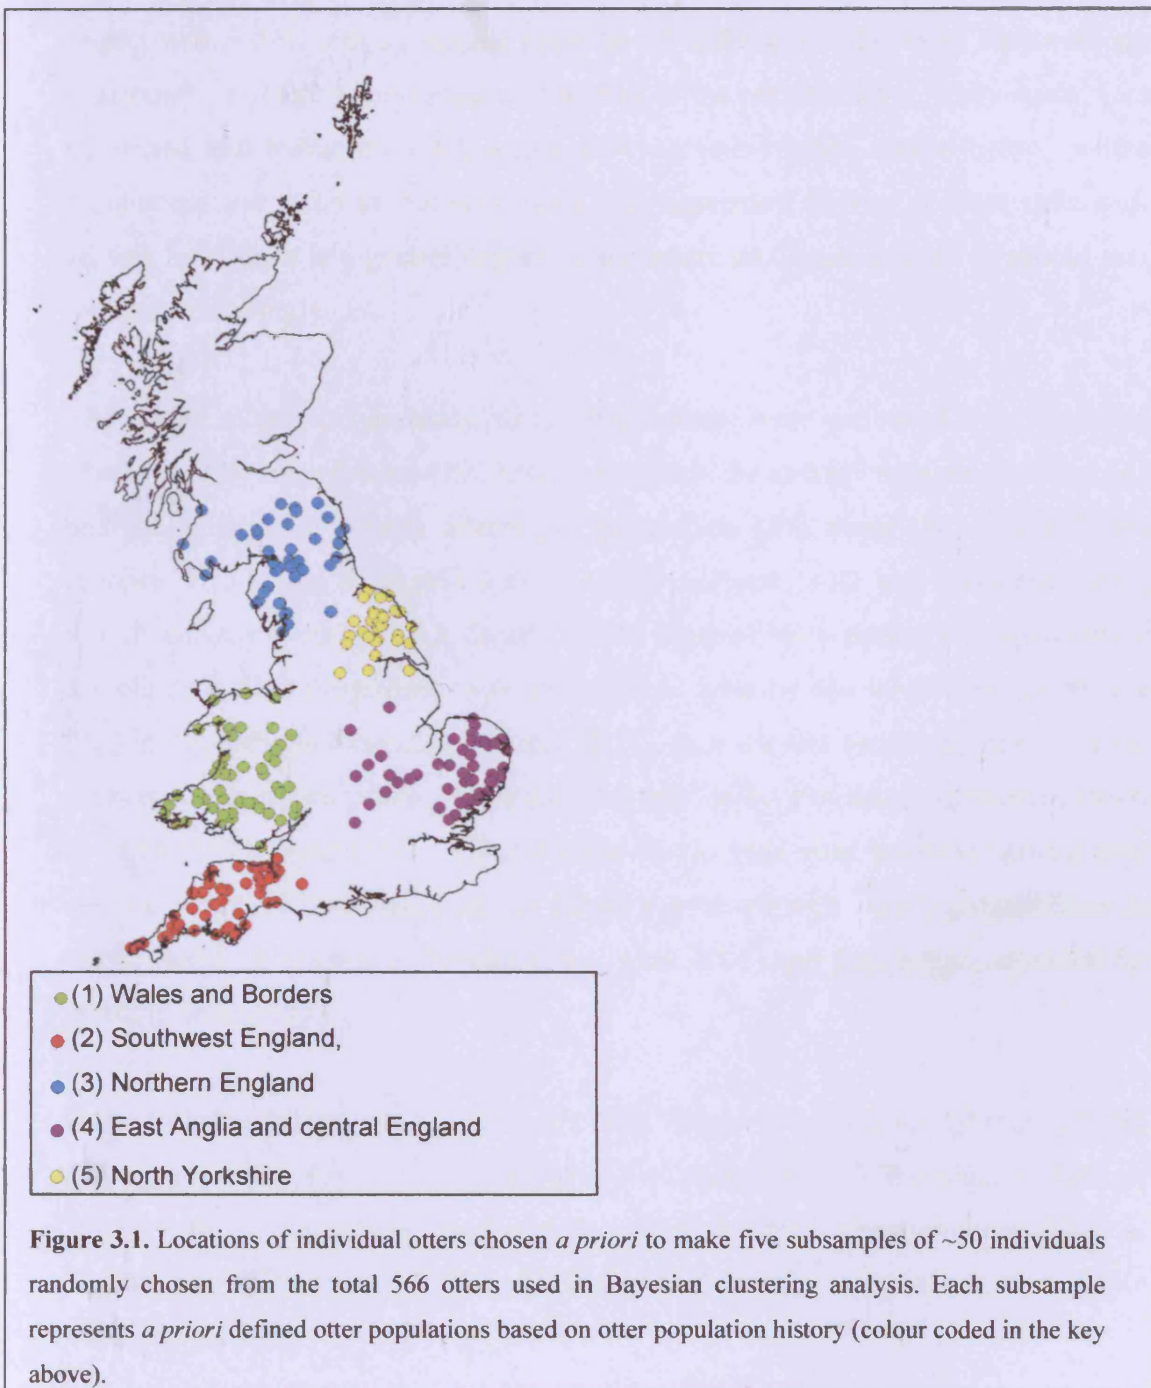 (1) Wales and Borders
(2) Southwest England,
(3) Northern England
(4) East Anglia and central England
(5) North Yorkshire
Figure 3.1. Locations of individual otters chosen a priori to make five subsamples of ~50 individuals
randomly chosen from the total 566 otters used in Bayesian clustering analysis. Each subsample
represents a priori defined otter populations based on otter population history (colour coded in the key
above).